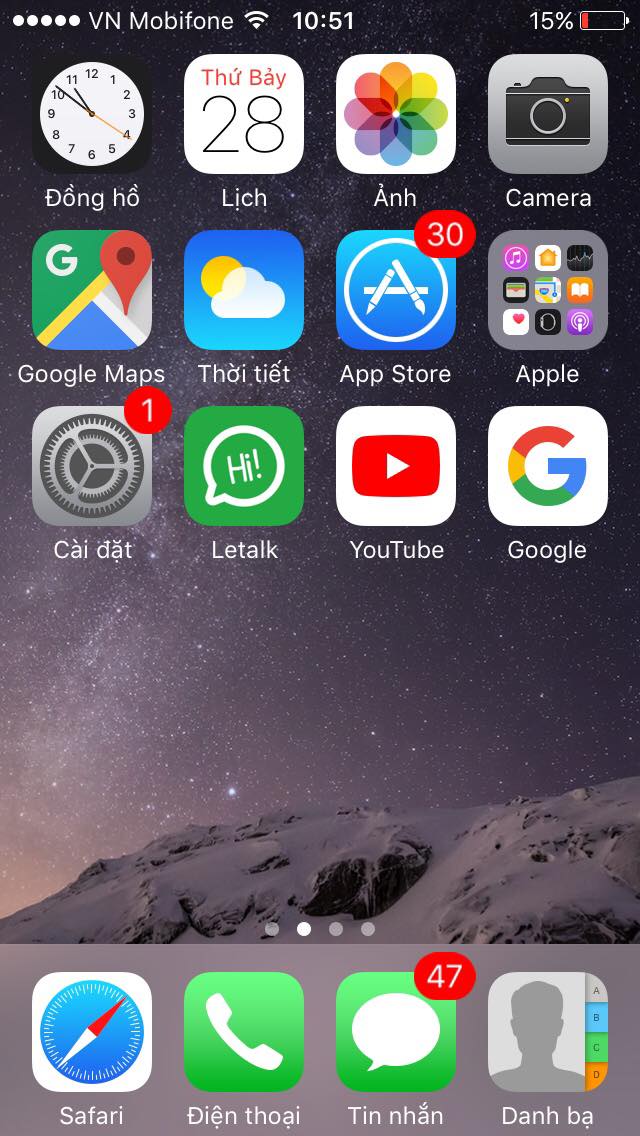 VN Mobifone 10:51 15%
12
11 1
10 2
9 3
8 4
7 5
6
Thứ Bảy
28
Đồng hồ Lịch Ảnh Camera
G 30
Google Maps Thời tiết App Store Apple
1
Hi!
G
Cài đặt Letalk YouTube Google
47
A
B
C
D
Safari Điện thoại Tin nhắn Danh bạ